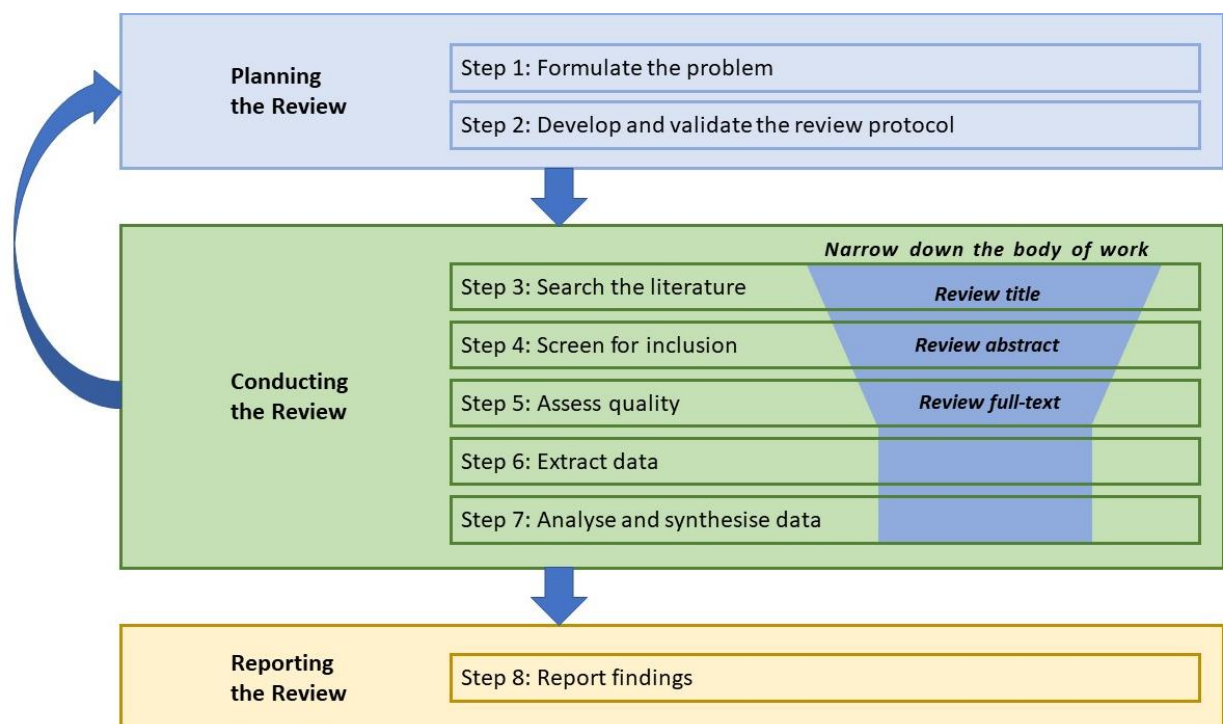 Planning
the Review
Step 1: Formulate the problem
Step 2: Develop and validate the review protocol
Conducting
the Review
Narrow down the body of work
Step 3: Search the literature
Review title
Step 4: Screen for inclusion
Review abstract
Step 5: Assess quality
Review full-text
Step 6: Extract data
Step 7: Analyse and synthesise data
Reporting
the Review
Step 8: Report findings